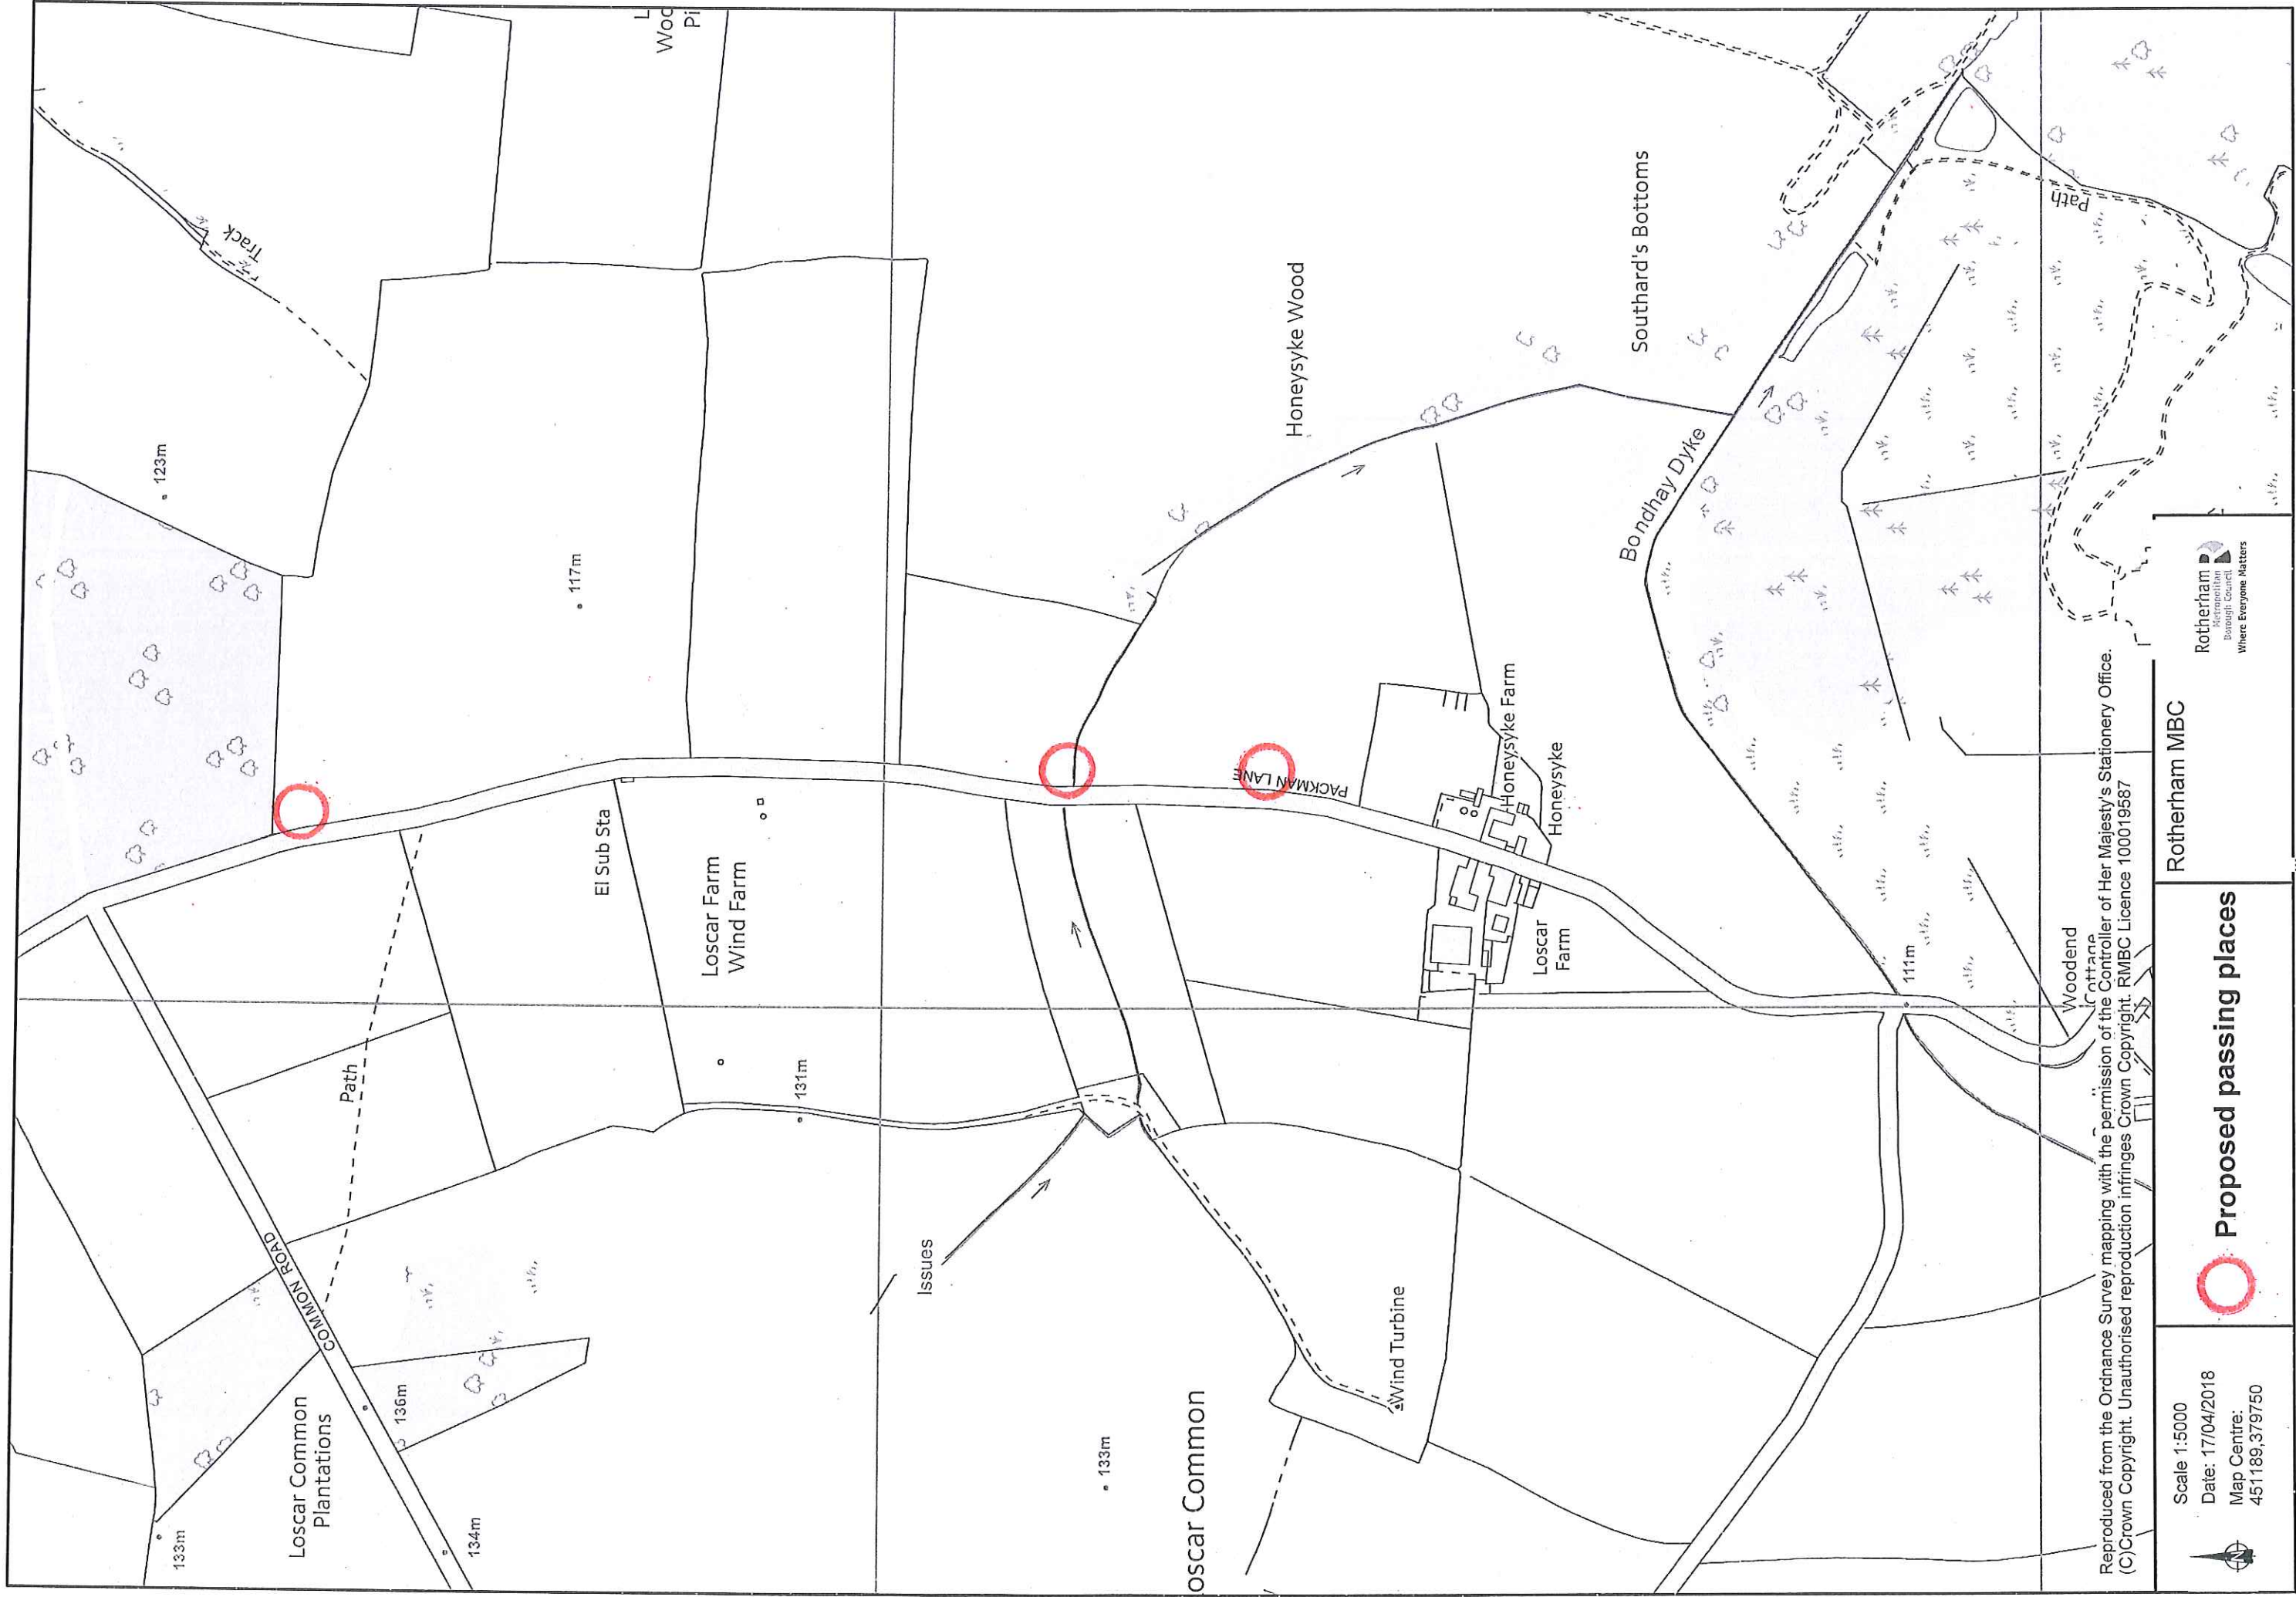 L
Woo
Pi
Track
123m
117m
Honeysyke Wood
Southard's Bottoms
Path
Bondhay Dyke
El Sub Sta
Loscar Farm
Wind Farm
PACKMAN LANE
Honeysyke Farm
Honeysyke
Loscar
Farm
111m
Wooden
Cottage
Path
131m
COMMON ROAD
Issues
Loscar Common
Plantations
136m
134m
133m
133m
oscar Common
Wind Turbine
Reproduced from the Ordnance Survey mapping with the permission of the Controller of Her Majesty's Stationery Office.
(C)Crown Copyright. Unauthorised reproduction infringes Crown Copyright. RMBC Licence 100019587
Scale 1:5000
Date: 17/04/2018
Map Centre:
451189,379750
N
Proposed passing places
Rotherham MBC
Rotherham
Metropolitan
Borough Council
Where Everyone Matters